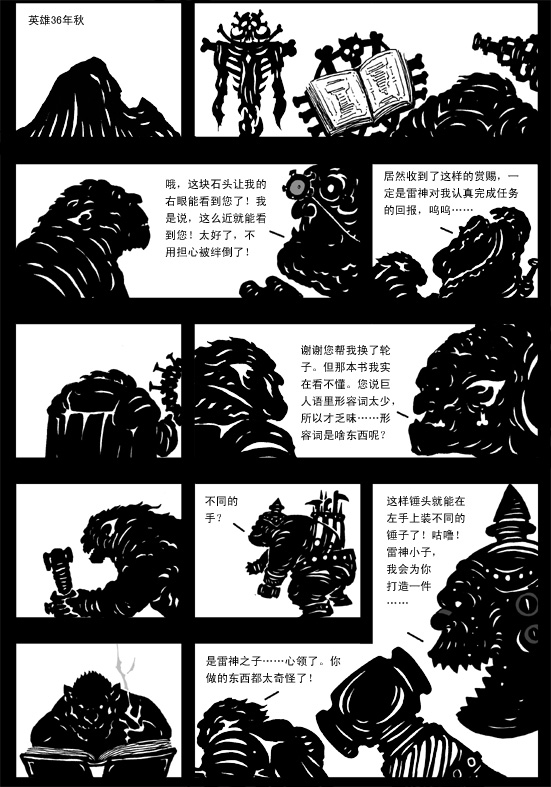 英雄36年秋
哦，这块石头让我的
右眼能看到您了！我
是说，这么近就能看
到您！太好了，不
用担心被绊倒了！
居然收到了这样的赏赐，一
定是雷神对我认真完成任务
的回报，呜呜……
谢谢您帮我换了轮
子。但那本书我实
在看不懂。您说巨
人语里形容词太少，
所以才乏味……形
容词是啥东西呢？
不同的
手？
这样锤头就能在
左手上装不同的
锤子了！咕噜！
雷神小子，
我会为你
打造一件
……
是雷神之子……心领了。你
做的东西都太奇怪了！